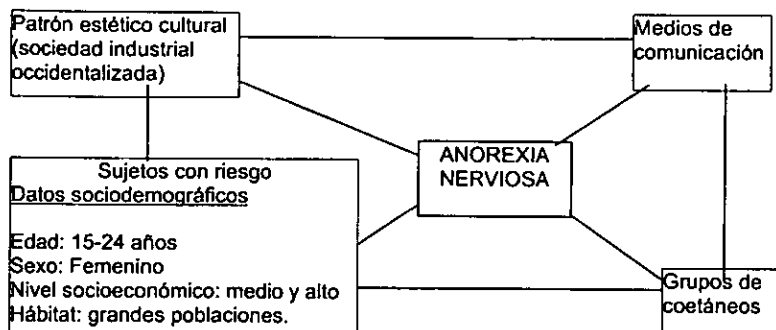 Patrón estético cultural
(sociedad industrial
occidentalizada)
Medios de
comunicación
ANOREXIA
NERVIOSA
Sujetos con riesgo
Datos sociodemográficos
Edad: 15-24 años
Sexo: Femenino
Nivel socioeconómico: medio y alto
Hábitat: grandes poblaciones.
Grupos de
coetáneos